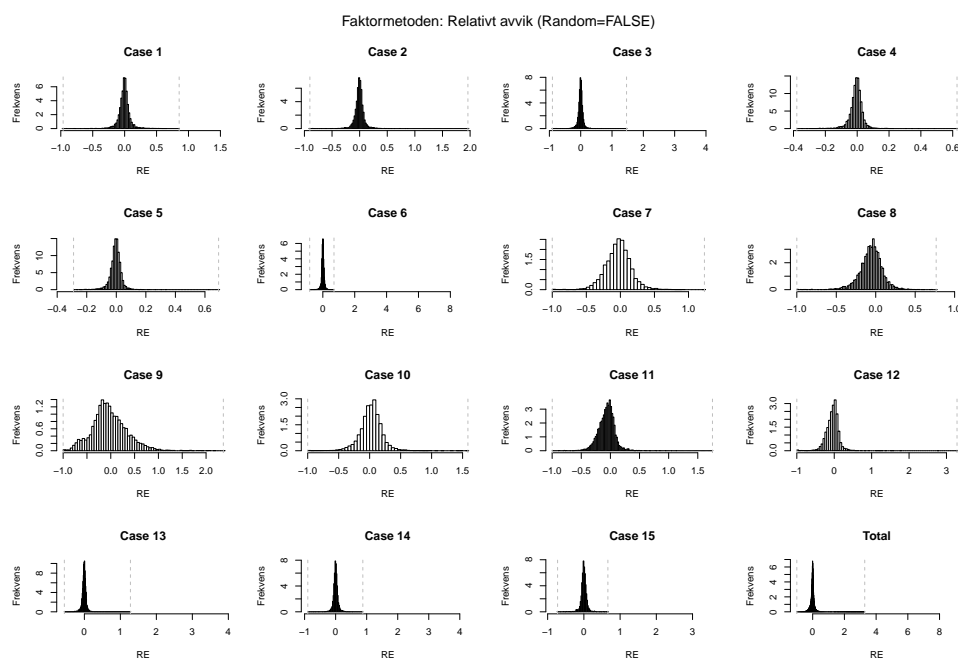 Faktormetoden: Relativt avvik (Random=FALSE)
Case 1
Case 2
Case 3
Case 4
Frekvens
0 2 4 6
−1.0 −0.5 0.0 0.5 1.0 1.5
RE
Frekvens
0 2 4
−1.0 −0.5 0.0 0.5 1.0 1.5 2.0
RE
Frekvens
0 2 4 6 8
−1 0 1 2 3 4
RE
Frekvens
0 5 10
−0.4 −0.2 0.0 0.2 0.4 0.6
RE
Case 5
Case 6
Case 7
Case 8
Frekvens
0 5 10 15
−0.4 −0.2 0.0 0.2 0.4 0.6
RE
Frekvens
0 2 4 6
0 2 4 6 8
RE
Frekvens
0.0 1.5
−1.0 −0.5 0.0 0.5 1.0
RE
Frekvens
0 2
−1.0 −0.5 0.0 0.5 1.0
RE
Case 9
Case 10
Case 11
Case 12
Frekvens
0.0 0.6 1.2
−1.0 0.0 0.5 1.0 1.5 2.0
RE
Frekvens
0.0 1.5 3.0
−1.0 −0.5 0.0 0.5 1.0 1.5
RE
Frekvens
0 1 2 3
−1.0 −0.5 0.0 0.5 1.0 1.5
RE
Frekvens
0.0 1.5 3.0
−1 0 1 2 3
RE
Case 13
Case 14
Case 15
Total
Frekvens
0 4 8
0 1 2 3 4
RE
Frekvens
0 4 8
−1 0 1 2 3 4
RE
Frekvens
0 4 8
−1 0 1 2 3
RE
Frekvens
0 2 4 6
0 2 4 6 8
RE